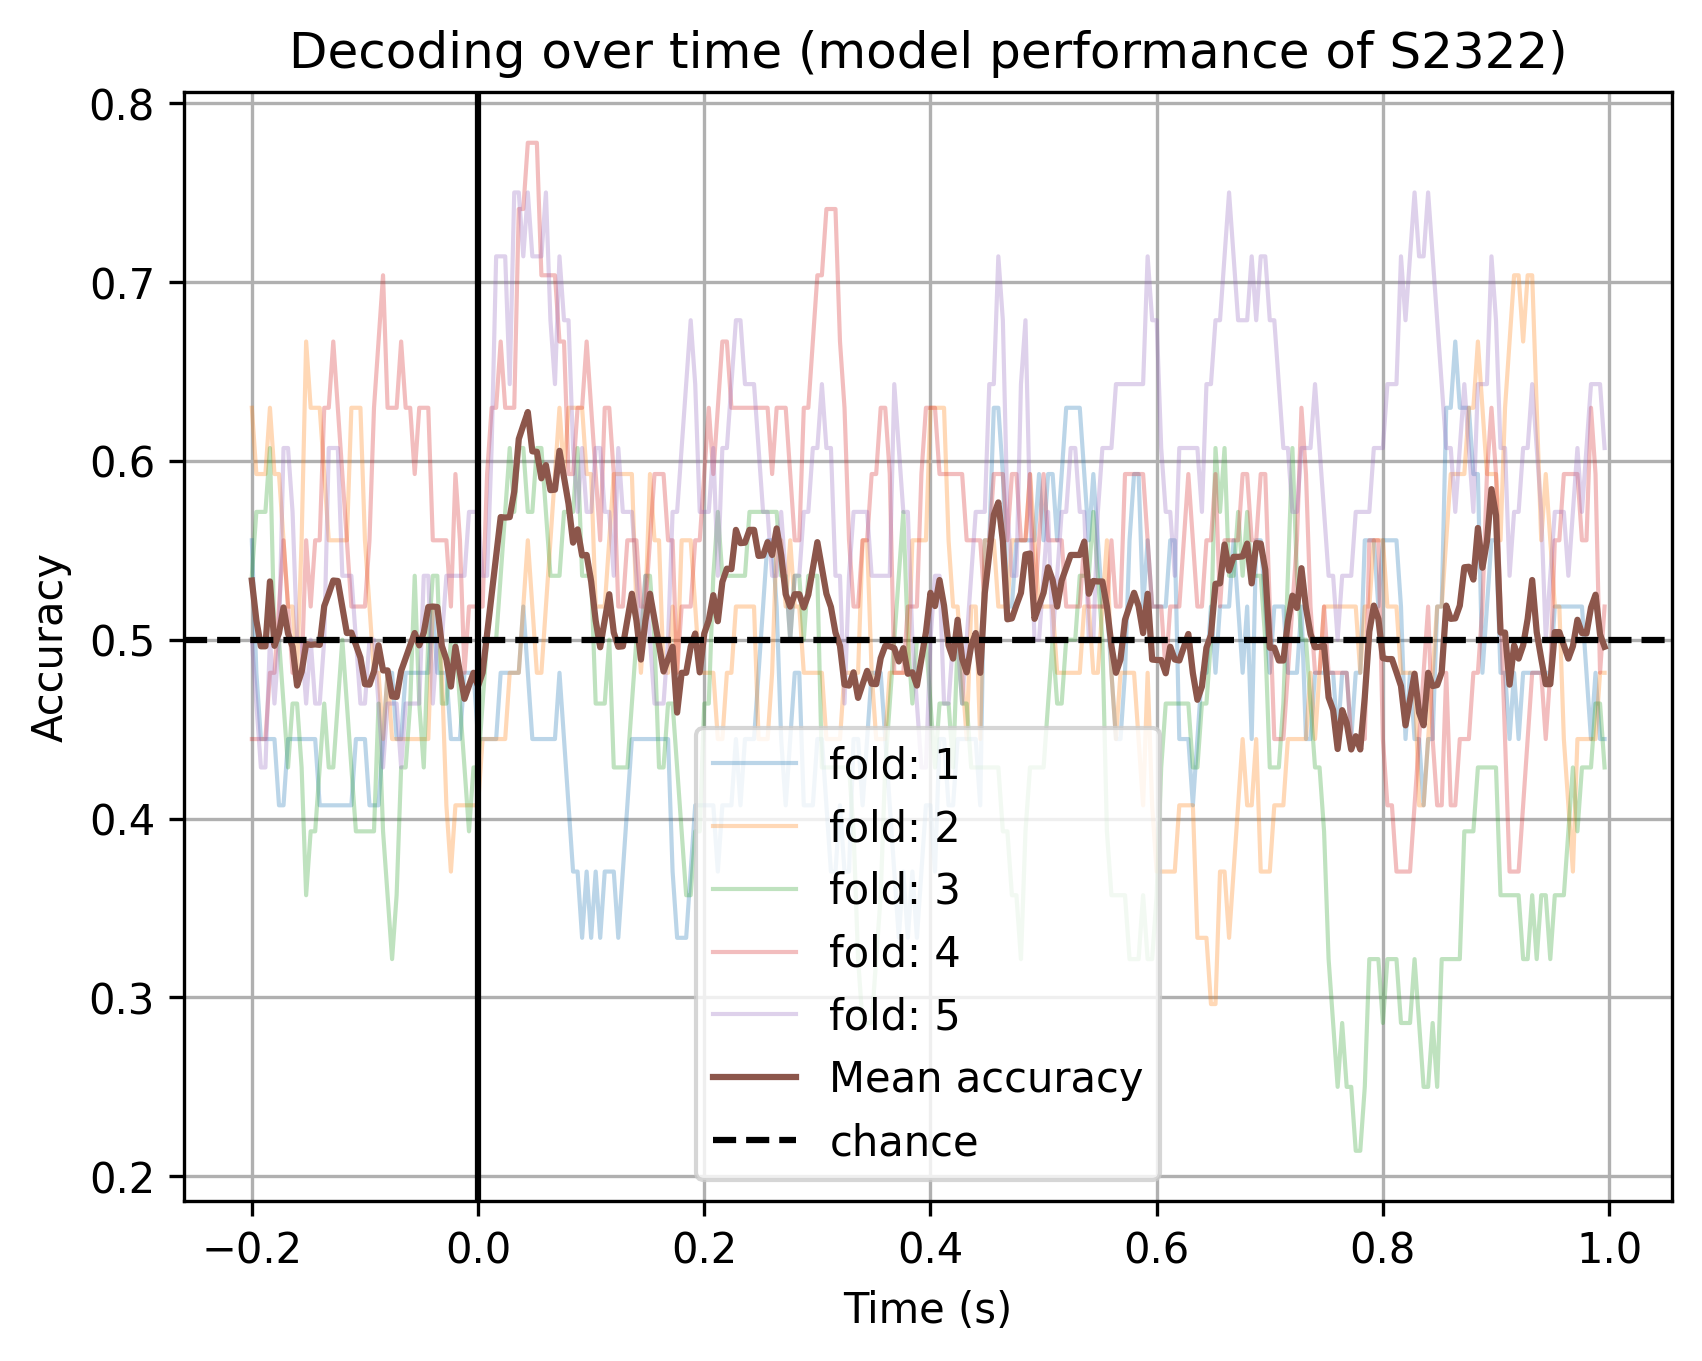 Decoding over time (model performance of S2322)
Accuracy
0.8
0.7
0.6
0.5
0.4
0.3
0.2
fold: 1
fold: 2
fold: 3
fold: 4
fold: 5
Mean accuracy
chance
−0.2 0.0 0.2 0.4 0.6 0.8 1.0
Time (s)